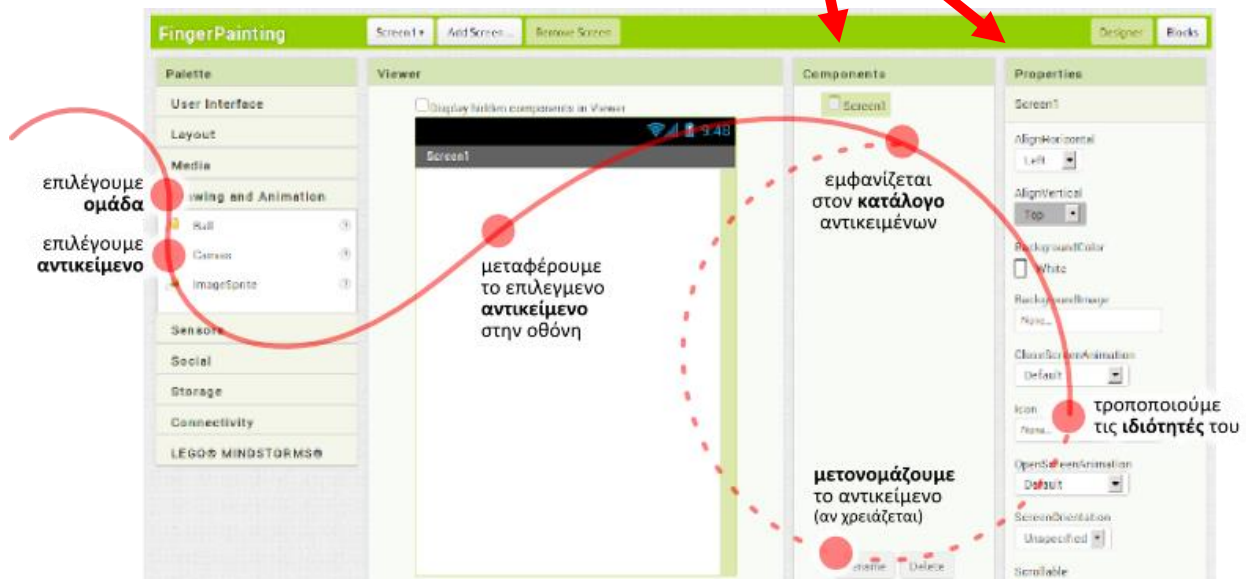 FingerPainting
Screen1
Add Screen ...
Remove Screen
Designer
Blocks
Palette
User Interface
Layout
Media
wing and Animation
Ball
Canvas
ImageSprite
Sensors
Social
Storage
Connectivity
LEGO® MINDSTORMS®
επιλέγουμε
ομάδα
επιλέγουμε
αντικείμενο
Viewer
Display hidden components in Viewer
9:48
Screen1
μεταφέρουμε
το επιλεγμενο
αντικείμενο
στην οθόνη
Components
Screen1
εμφανίζεται
στον κατάλογο
αντικειμένων
μετονομάζουμε
το αντικείμενο
(αν χρειάζεται)
ename
Delete
Properties
Screen1
AlignHorizontal
Left
AlignVertical
Top
BackgroundColor
White
BackgroundImage
None...
CloseScreenAnimation
Default
Icon
None...
τροποποιούμε
τις ιδιότητές του
OpenScreenAnimation
Default
ScreenOrientation
Unspecified
Scrollable